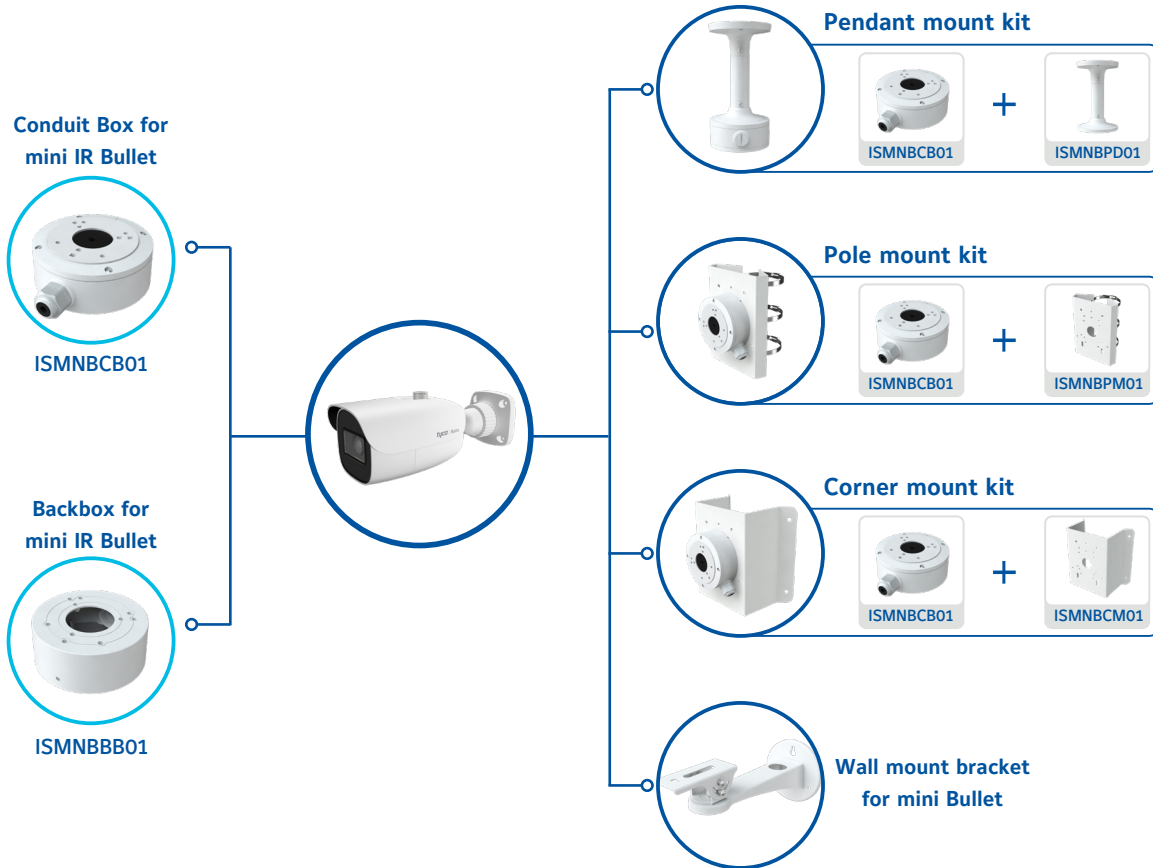 Pendant mount kit
ISMNBCB01
+
ISMNBPD01
Conduit Box for
mini IR Bullet
ISMNBCB01
Pole mount kit
ISMNBCB01
+
ISMNBPM01
tyco
Backbox for
mini IR Bullet
ISMNBBB01
Corner mount kit
ISMNBCB01
+
ISMNBCM01
Wall mount bracket
for mini Bullet